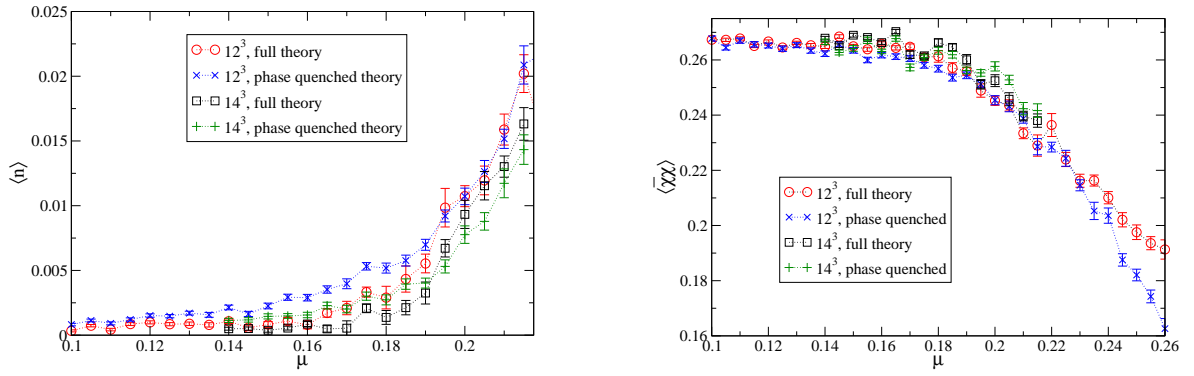 0.025
0.02
0.015
0.01
0.005
0
⟨n⟩
12³, full theory
12³, phase quenched theory
14³, full theory
14³, phase quenched theory
0.1 0.12 0.14 0.16 0.18 0.2
μ
0.26
0.24
0.22
0.2
0.18
0.16
⟨χ̄χ⟩
12³, full theory
12³, phase quenched
14³, full theory
14³, phase quenched
0.1 0.12 0.14 0.16 0.18 0.2 0.22 0.24 0.26
μ